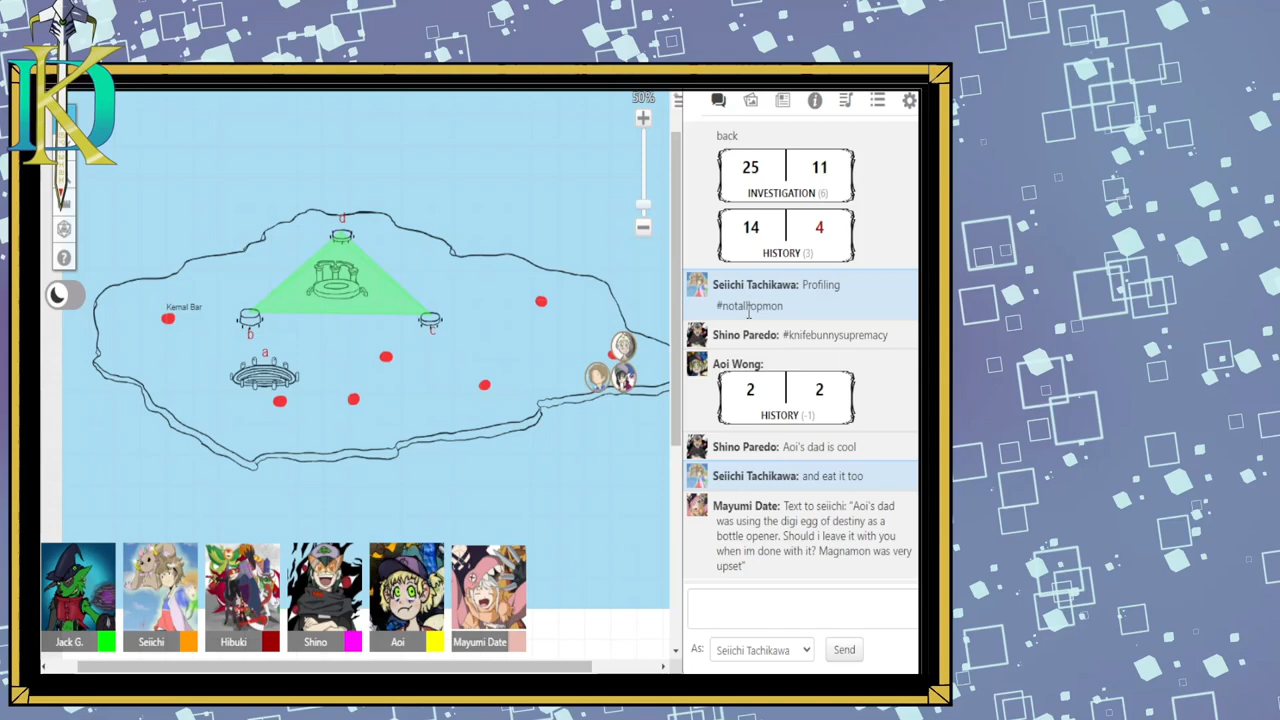 DK
50%
back
25 11
INVESTIGATION (6)
14 4
HISTORY (3)
Seiichi Tachikawa: Profiling
#notallopmon
Shino Paredo: #knifebunnysupremacy
Aoi Wong:
2 2
HISTORY (-1)
Shino Paredo: Aoi's dad is cool
Seiichi Tachikawa: and eat it too
Mayumi Date: Text to seiichi: "Aoi's dad
was using the digi egg of destiny as a
bottle opener. Should i leave it with you
when im done with it? Magnamon was very
upset"
As: Seiichi Tachikawa Send
d
Kemal Bar
b
c
a
Jack G. Seiichi Hibuki Shino Aoi Mayumi Date